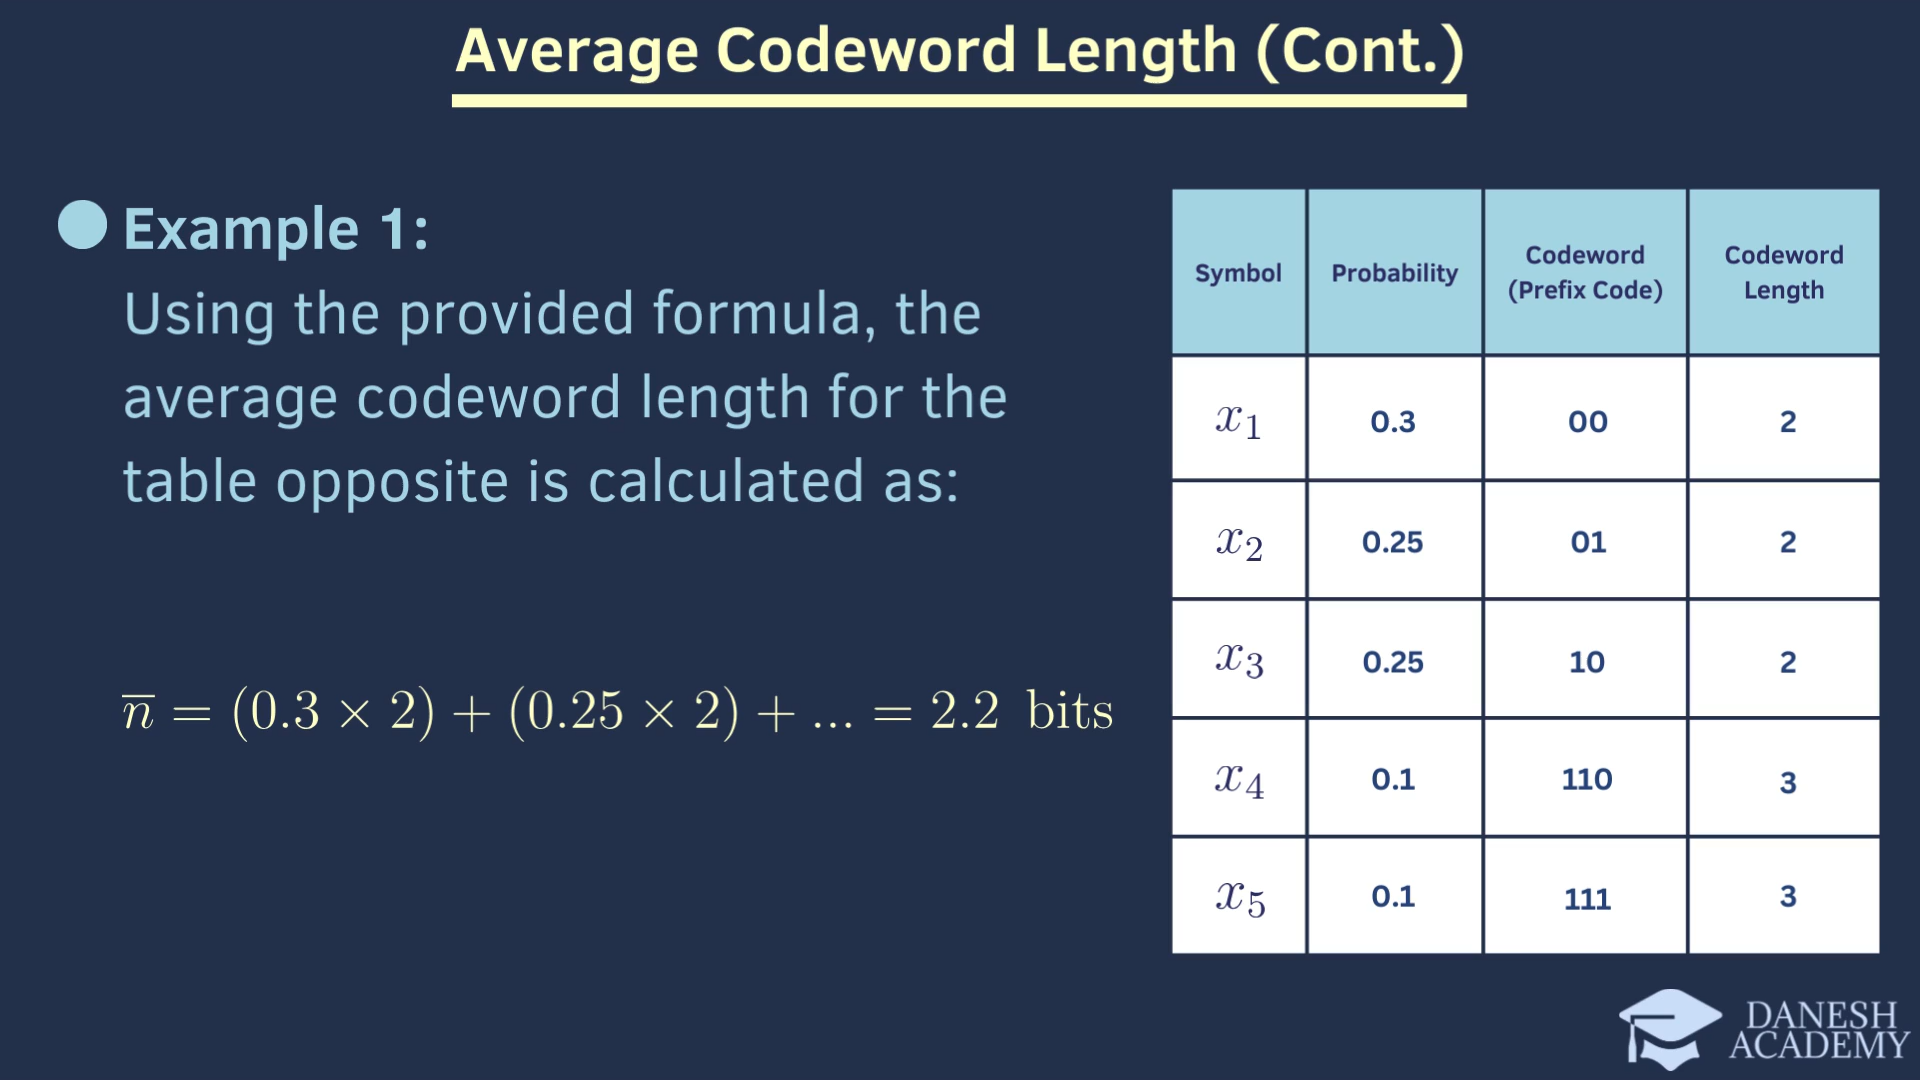 Average Codeword Length (Cont.)
Example 1:
Using the provided formula, the
average codeword length for the
table opposite is calculated as:
n̅ = (0.3 × 2) + (0.25 × 2) + ... = 2.2 bits
Symbol Probability Codeword (Prefix Code) Codeword Length
x₁ 0.3 00 2
x₂ 0.25 01 2
x₃ 0.25 10 2
x₄ 0.1 110 3
x₅ 0.1 111 3
DANESH
ACADEMY